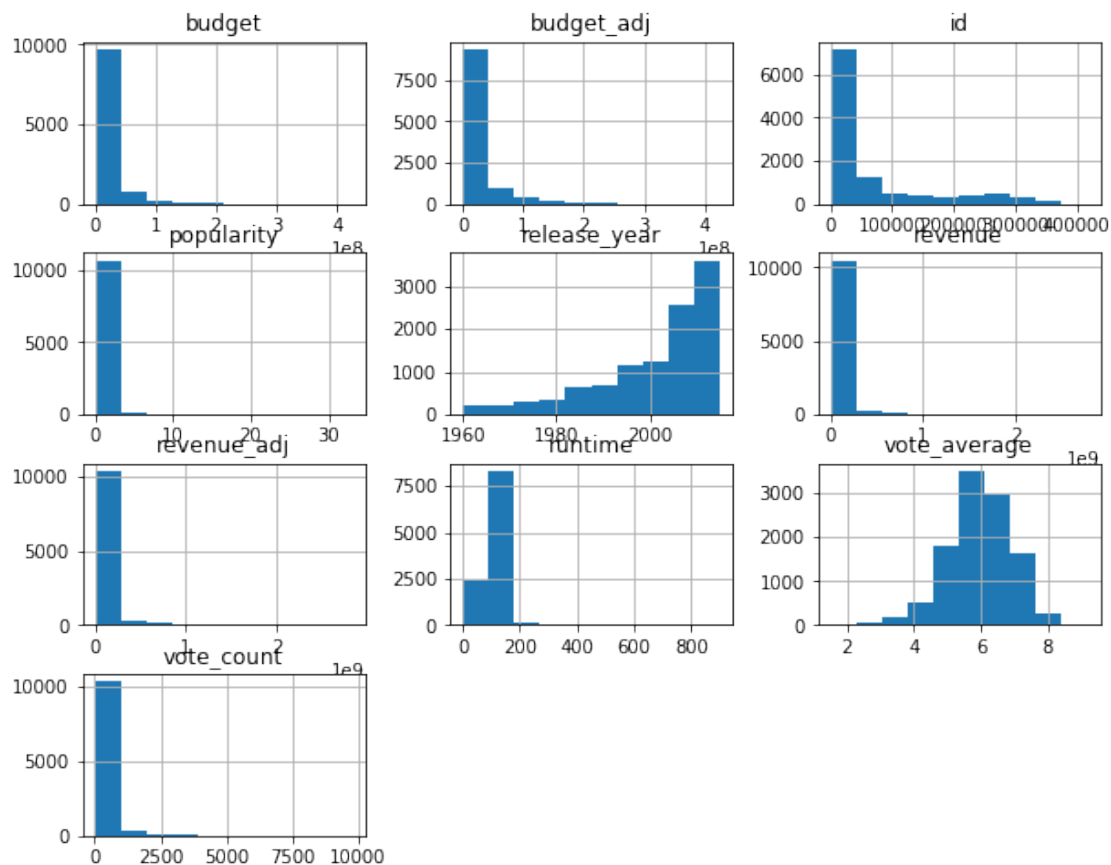 budget
10000
5000
0
0 1 2 3 4
1e8
budget_adj
7500
5000
2500
0
0 1 2 3 4
1e8
id
6000
4000
2000
0
0 100000 200000 300000 400000
popularity
10000
5000
0
0 10 20 30
release_year
3000
2000
1000
0
1960 1980 2000
revenue
10000
5000
0
0 1 2
1e9
revenue_adj
10000
5000
0
0 1 2
1e9
runtime
7500
5000
2500
0
0 200 400 600 800
vote_average
3000
2000
1000
0
2 4 6 8
vote_count
10000
5000
0
0 2500 5000 7500 10000